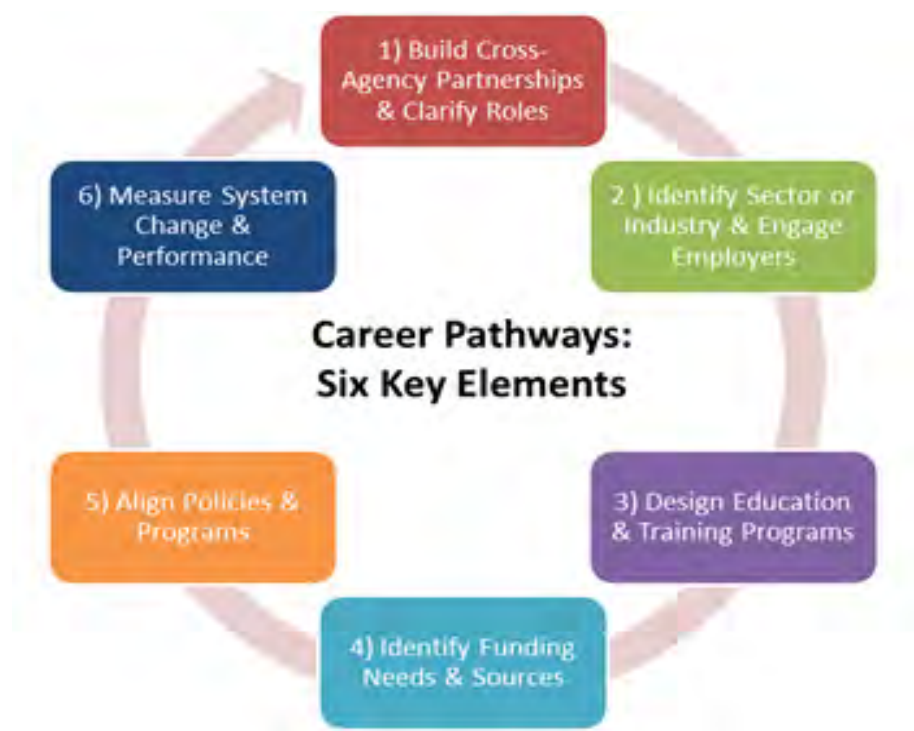 1) Build Cross-
Agency Partnerships
& Clarify Roles
2 ) Identify Sector or
Industry & Engage
Employers
3) Design Education
& Training Programs
4) Identify Funding
Needs & Sources
5) Align Policies &
Programs
6) Measure System
Change &
Performance
Career Pathways:
Six Key Elements